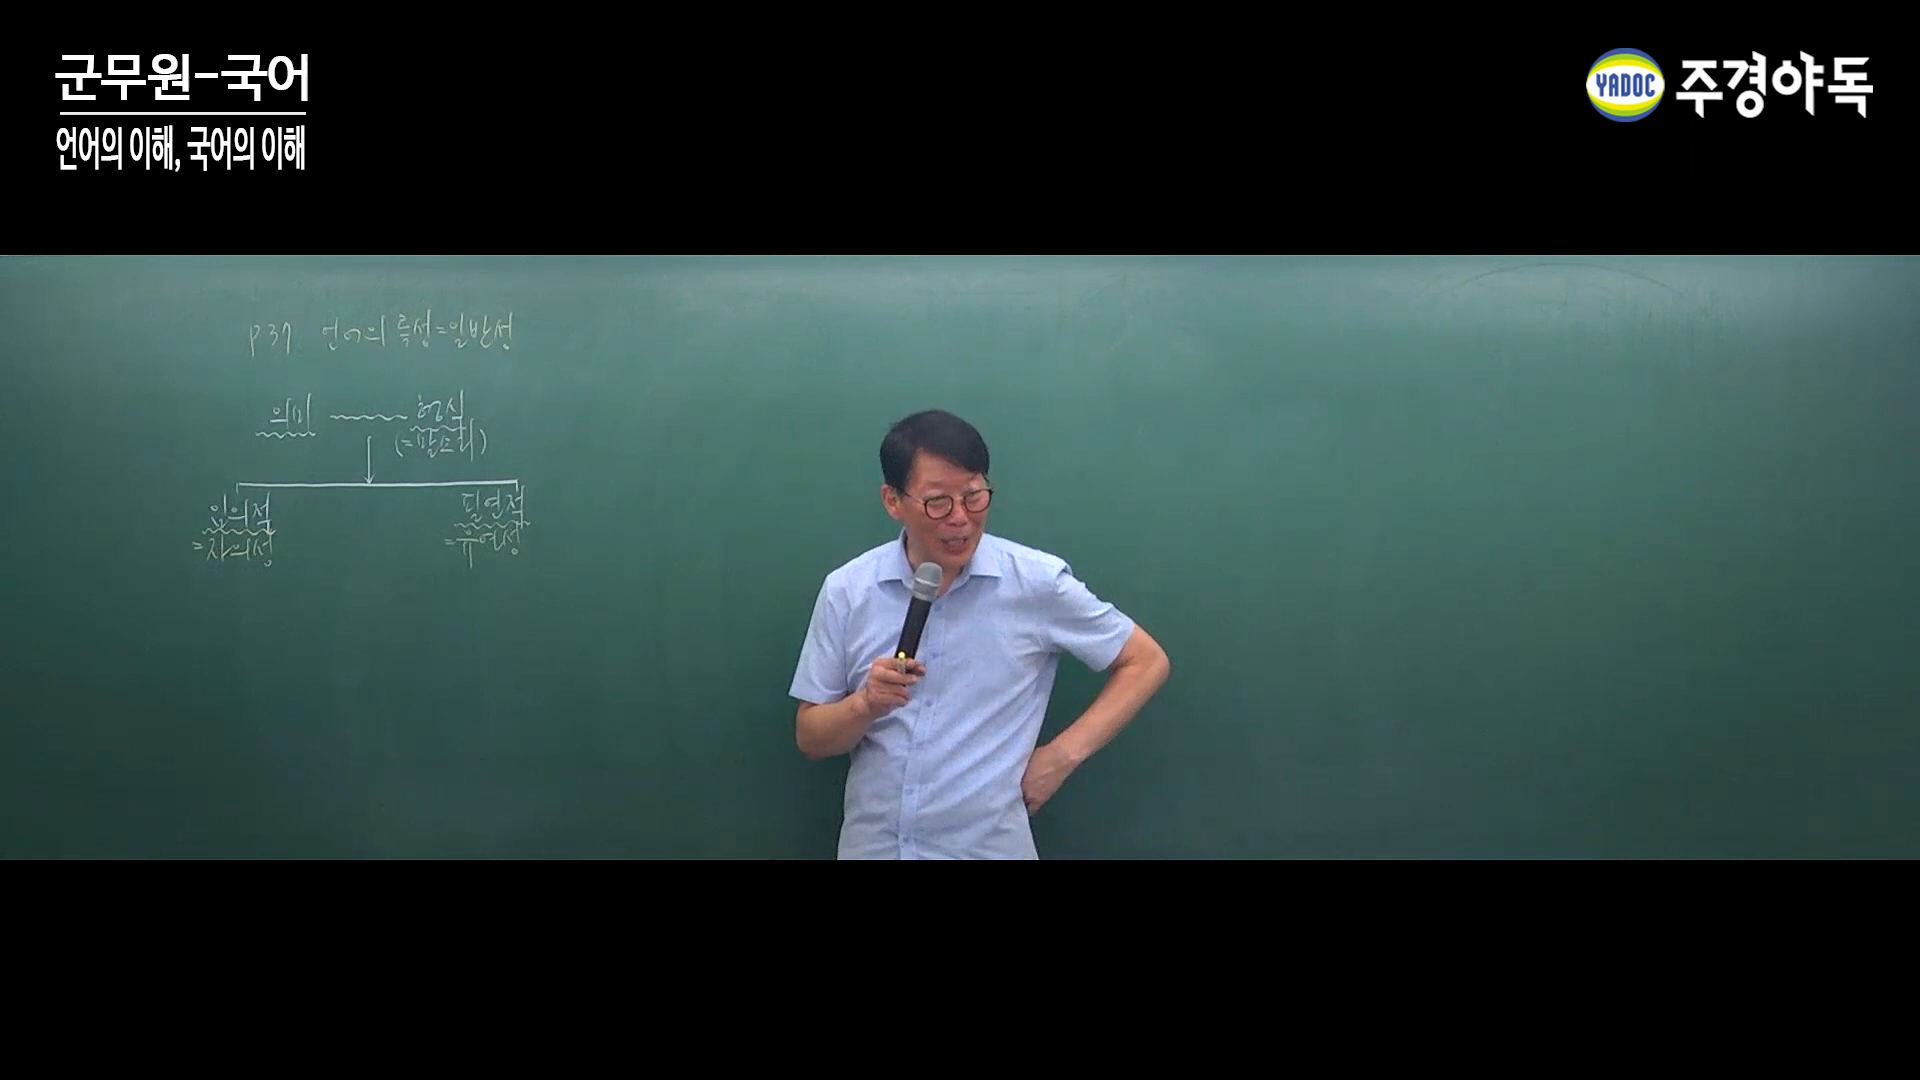 군무원-국어
언어의 이해, 국어의 이해
YADOC 주경야독
P 37. 언어의 특성=일반성
의미 형식
(=말소리)
임의적 필연적
=자의성 =유연성